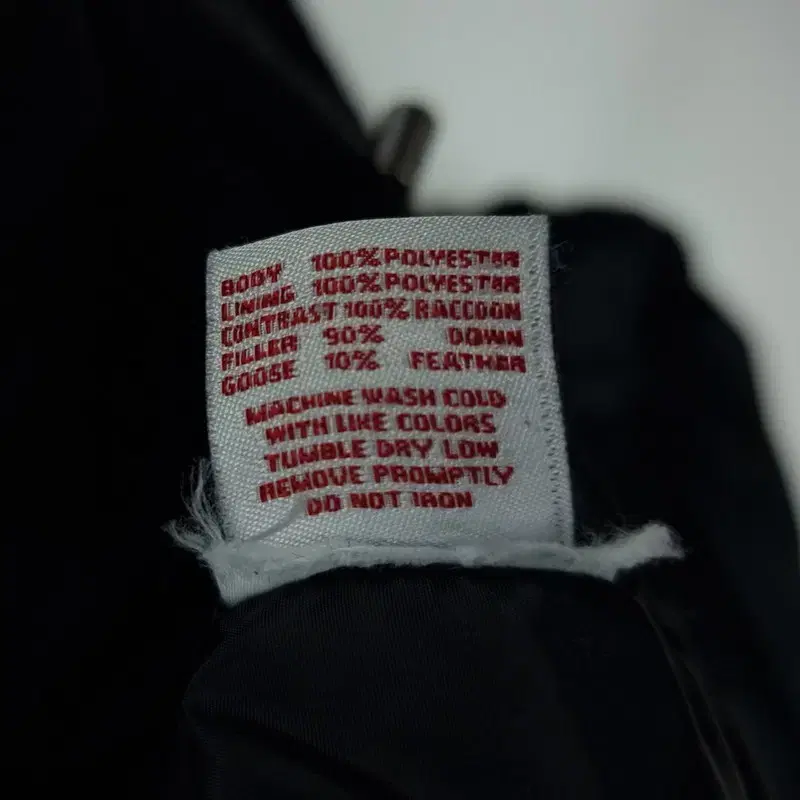 BODY 100% POLYESTER
LINING 100% POLYESTER
CONTRAST 100% RACCOON
FILLER 90% DOWN
GOOSE 10% FEATHER
MACHINE WASH COLD
WITH LIKE COLORS
TUMBLE DRY LOW
REMOVE PROMPTLY
DO NOT IRON